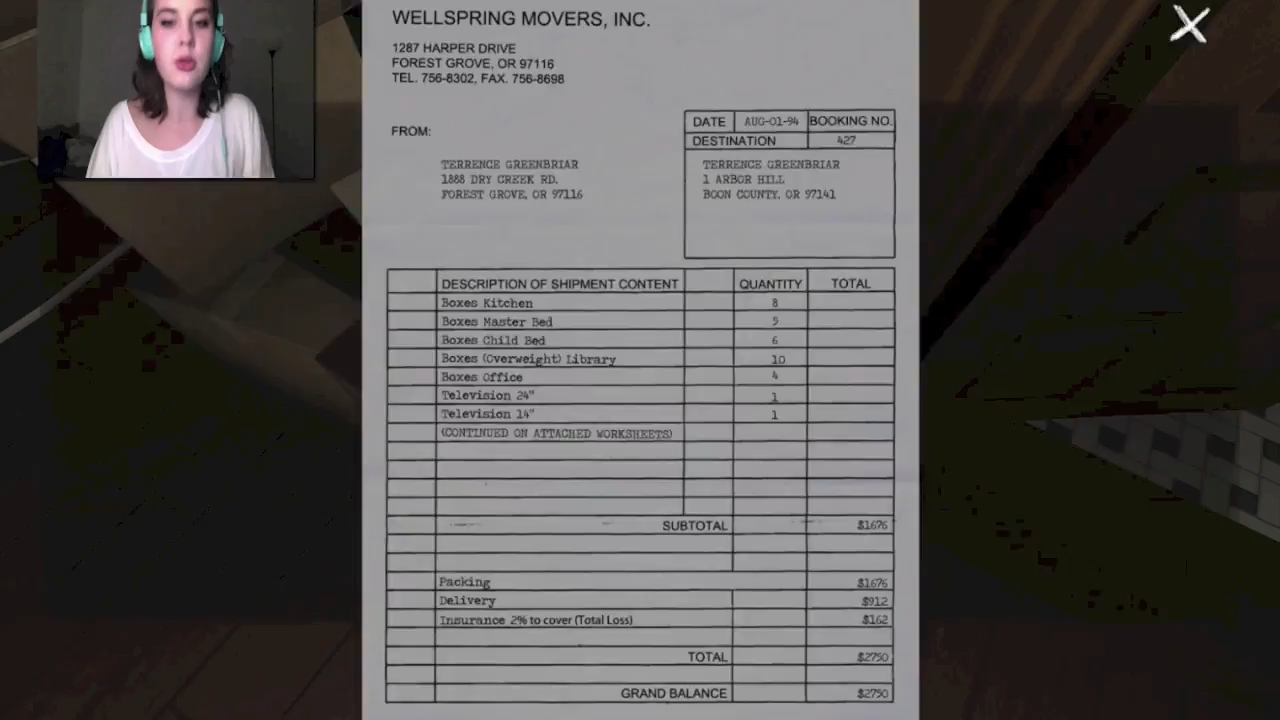 WELLSPRING MOVERS, INC.
1287 HARPER DRIVE
FOREST GROVE, OR 97116
TEL. 756-8302, FAX. 756-8698
DATE AUG-01-94 BOOKING NO.
DESTINATION 427
FROM:
TERRENCE GREENBRIAR
1888 DRY CREEK RD.
FOREST GROVE, OR 97116
TERRENCE GREENBRIAR
1 ARBOR HILL
BOON COUNTY. OR 97141
DESCRIPTION OF SHIPMENT CONTENT QUANTITY TOTAL
Boxes Kitchen 8
Boxes Master Bed 5
Boxes Child Bed 6
Boxes (Overweight) Library 10
Boxes Office 4
Television 24" 1
Television 14" 1
(CONTINUED ON ATTACHED WORKSHEETS)
SUBTOTAL $1676
Packing $1676
Delivery $912
Insurance 2% to cover (Total Loss) $162
TOTAL $2750
GRAND BALANCE $2750